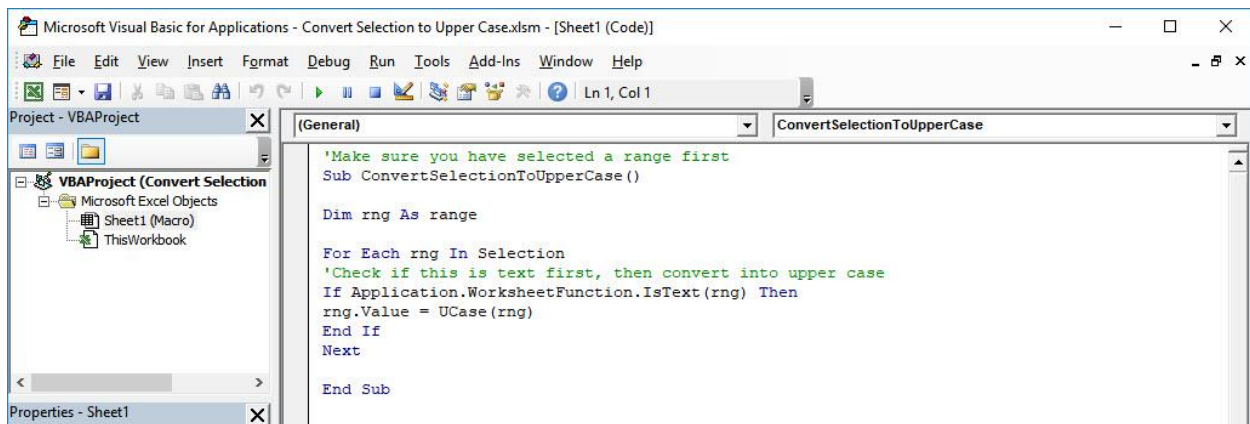 Microsoft Visual Basic for Applications - Convert Selection to Upper Case.xlsm - [Sheet1 (Code)]
File Edit View Insert Format Debug Run Tools Add-Ins Window Help
Ln 1, Col 1
Project - VBAProject
VBAProject (Convert Selection
Microsoft Excel Objects
Sheet1 (Macro)
ThisWorkbook
Properties - Sheet1
(General) ConvertSelectionToUpperCase
'Make sure you have selected a range first
Sub ConvertSelectionToUpperCase()
Dim rng As range
For Each rng In Selection
'Check if this is text first, then convert into upper case
If Application.WorksheetFunction.IsText(rng) Then
rng.Value = UCase(rng)
End If
Next
End Sub